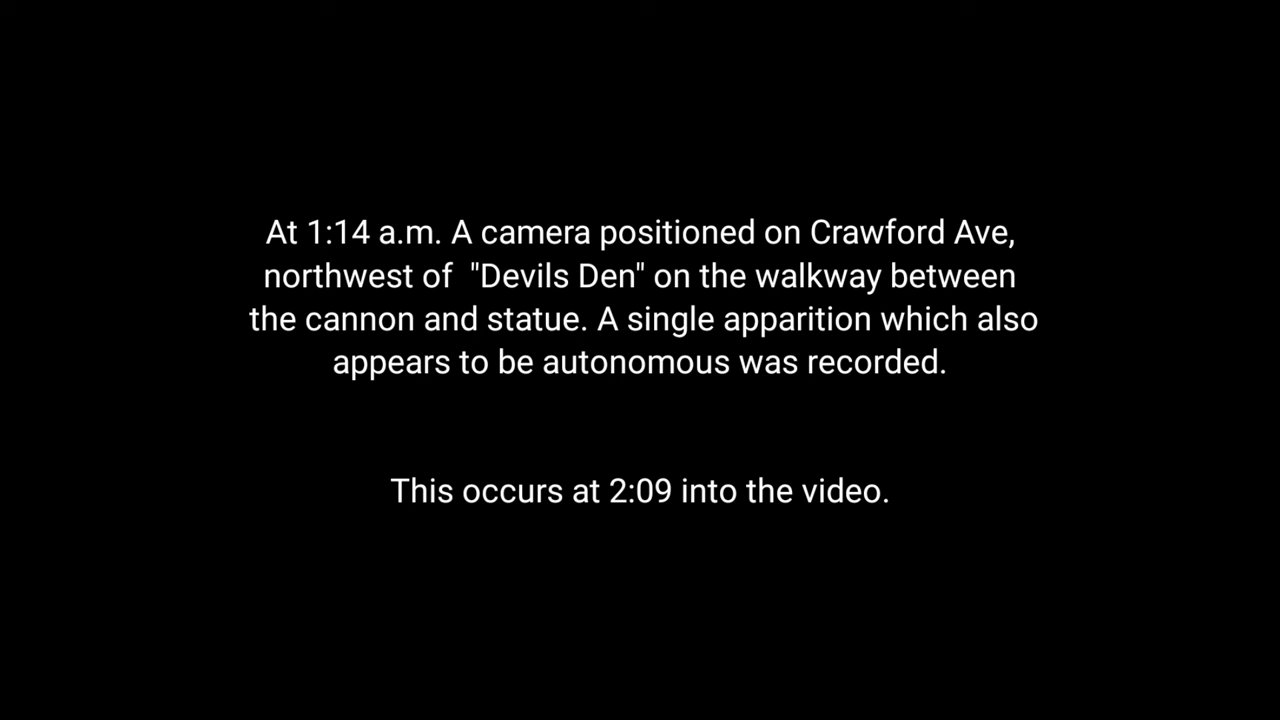 At 1:14 a.m. A camera positioned on Crawford Ave,
northwest of  "Devils Den" on the walkway between
the cannon and statue. A single apparition which also
appears to be autonomous was recorded.
This occurs at 2:09 into the video.